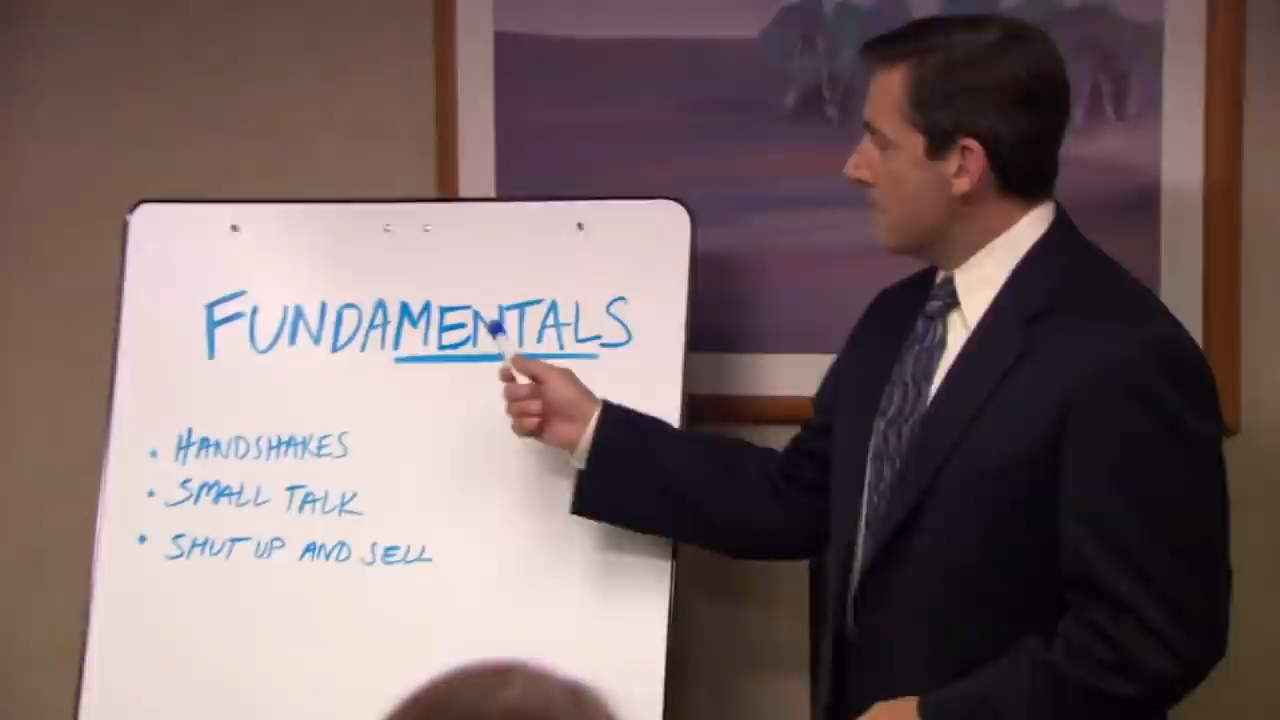 FUNDAMENTALS
• HANDSHAKES
• SMALL TALK
• SHUT UP AND SELL